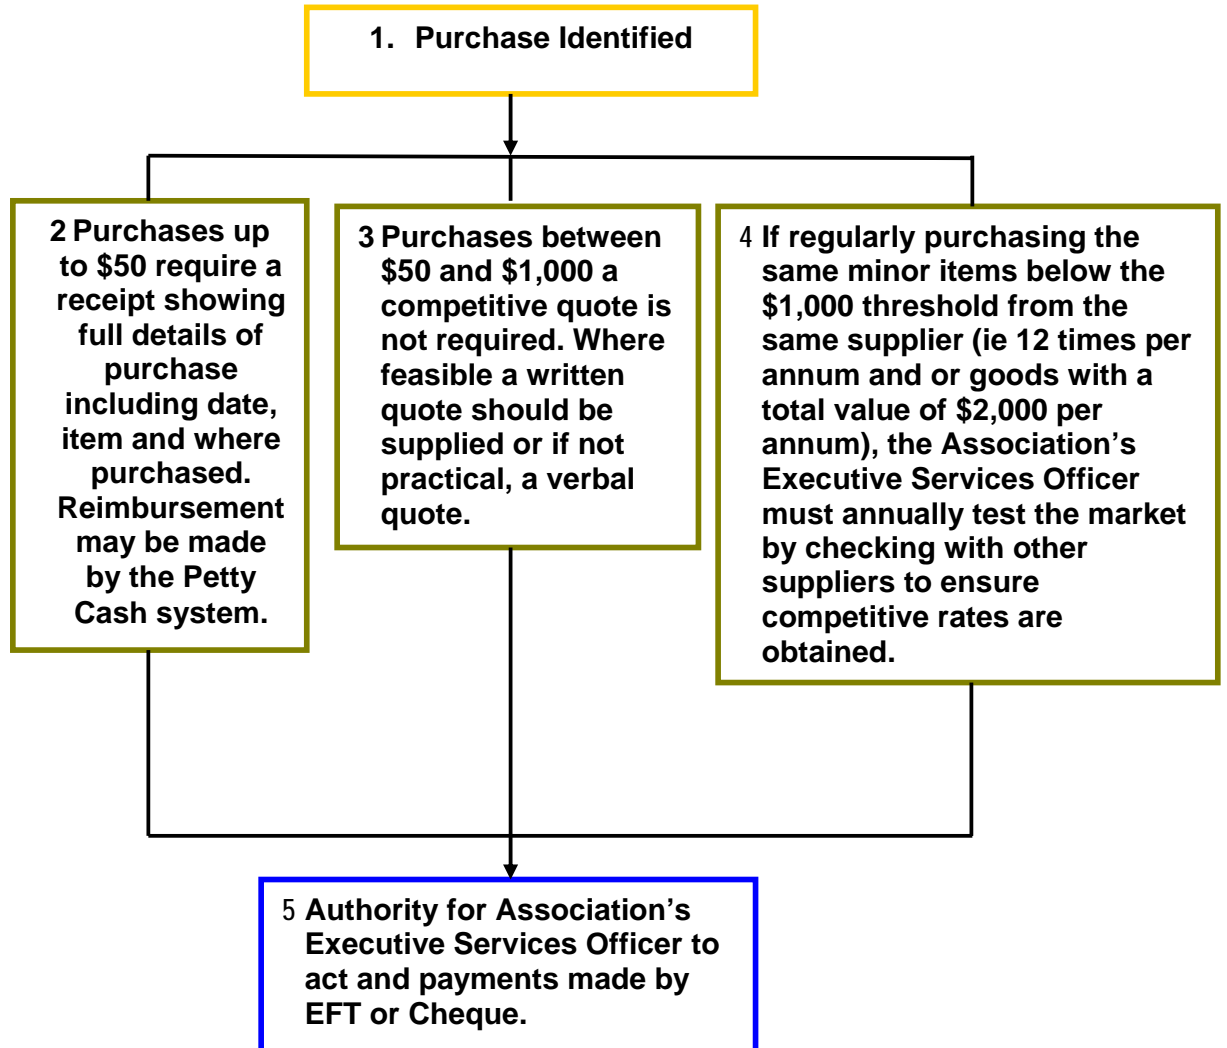 1. Purchase Identified
2 Purchases up
to $50 require a
receipt showing
full details of
purchase
including date,
item and where
purchased.
Reimbursement
may be made
by the Petty
Cash system.
3 Purchases between
$50 and $1,000 a
competitive quote is
not required. Where
feasible a written
quote should be
supplied or if not
practical, a verbal
quote.
4 If regularly purchasing the
same minor items below the
$1,000 threshold from the
same supplier (ie 12 times per
annum and or goods with a
total value of $2,000 per
annum), the Association’s
Executive Services Officer
must annually test the market
by checking with other
suppliers to ensure
competitive rates are
obtained.
5 Authority for Association’s
Executive Services Officer to
act and payments made by
EFT or Cheque.